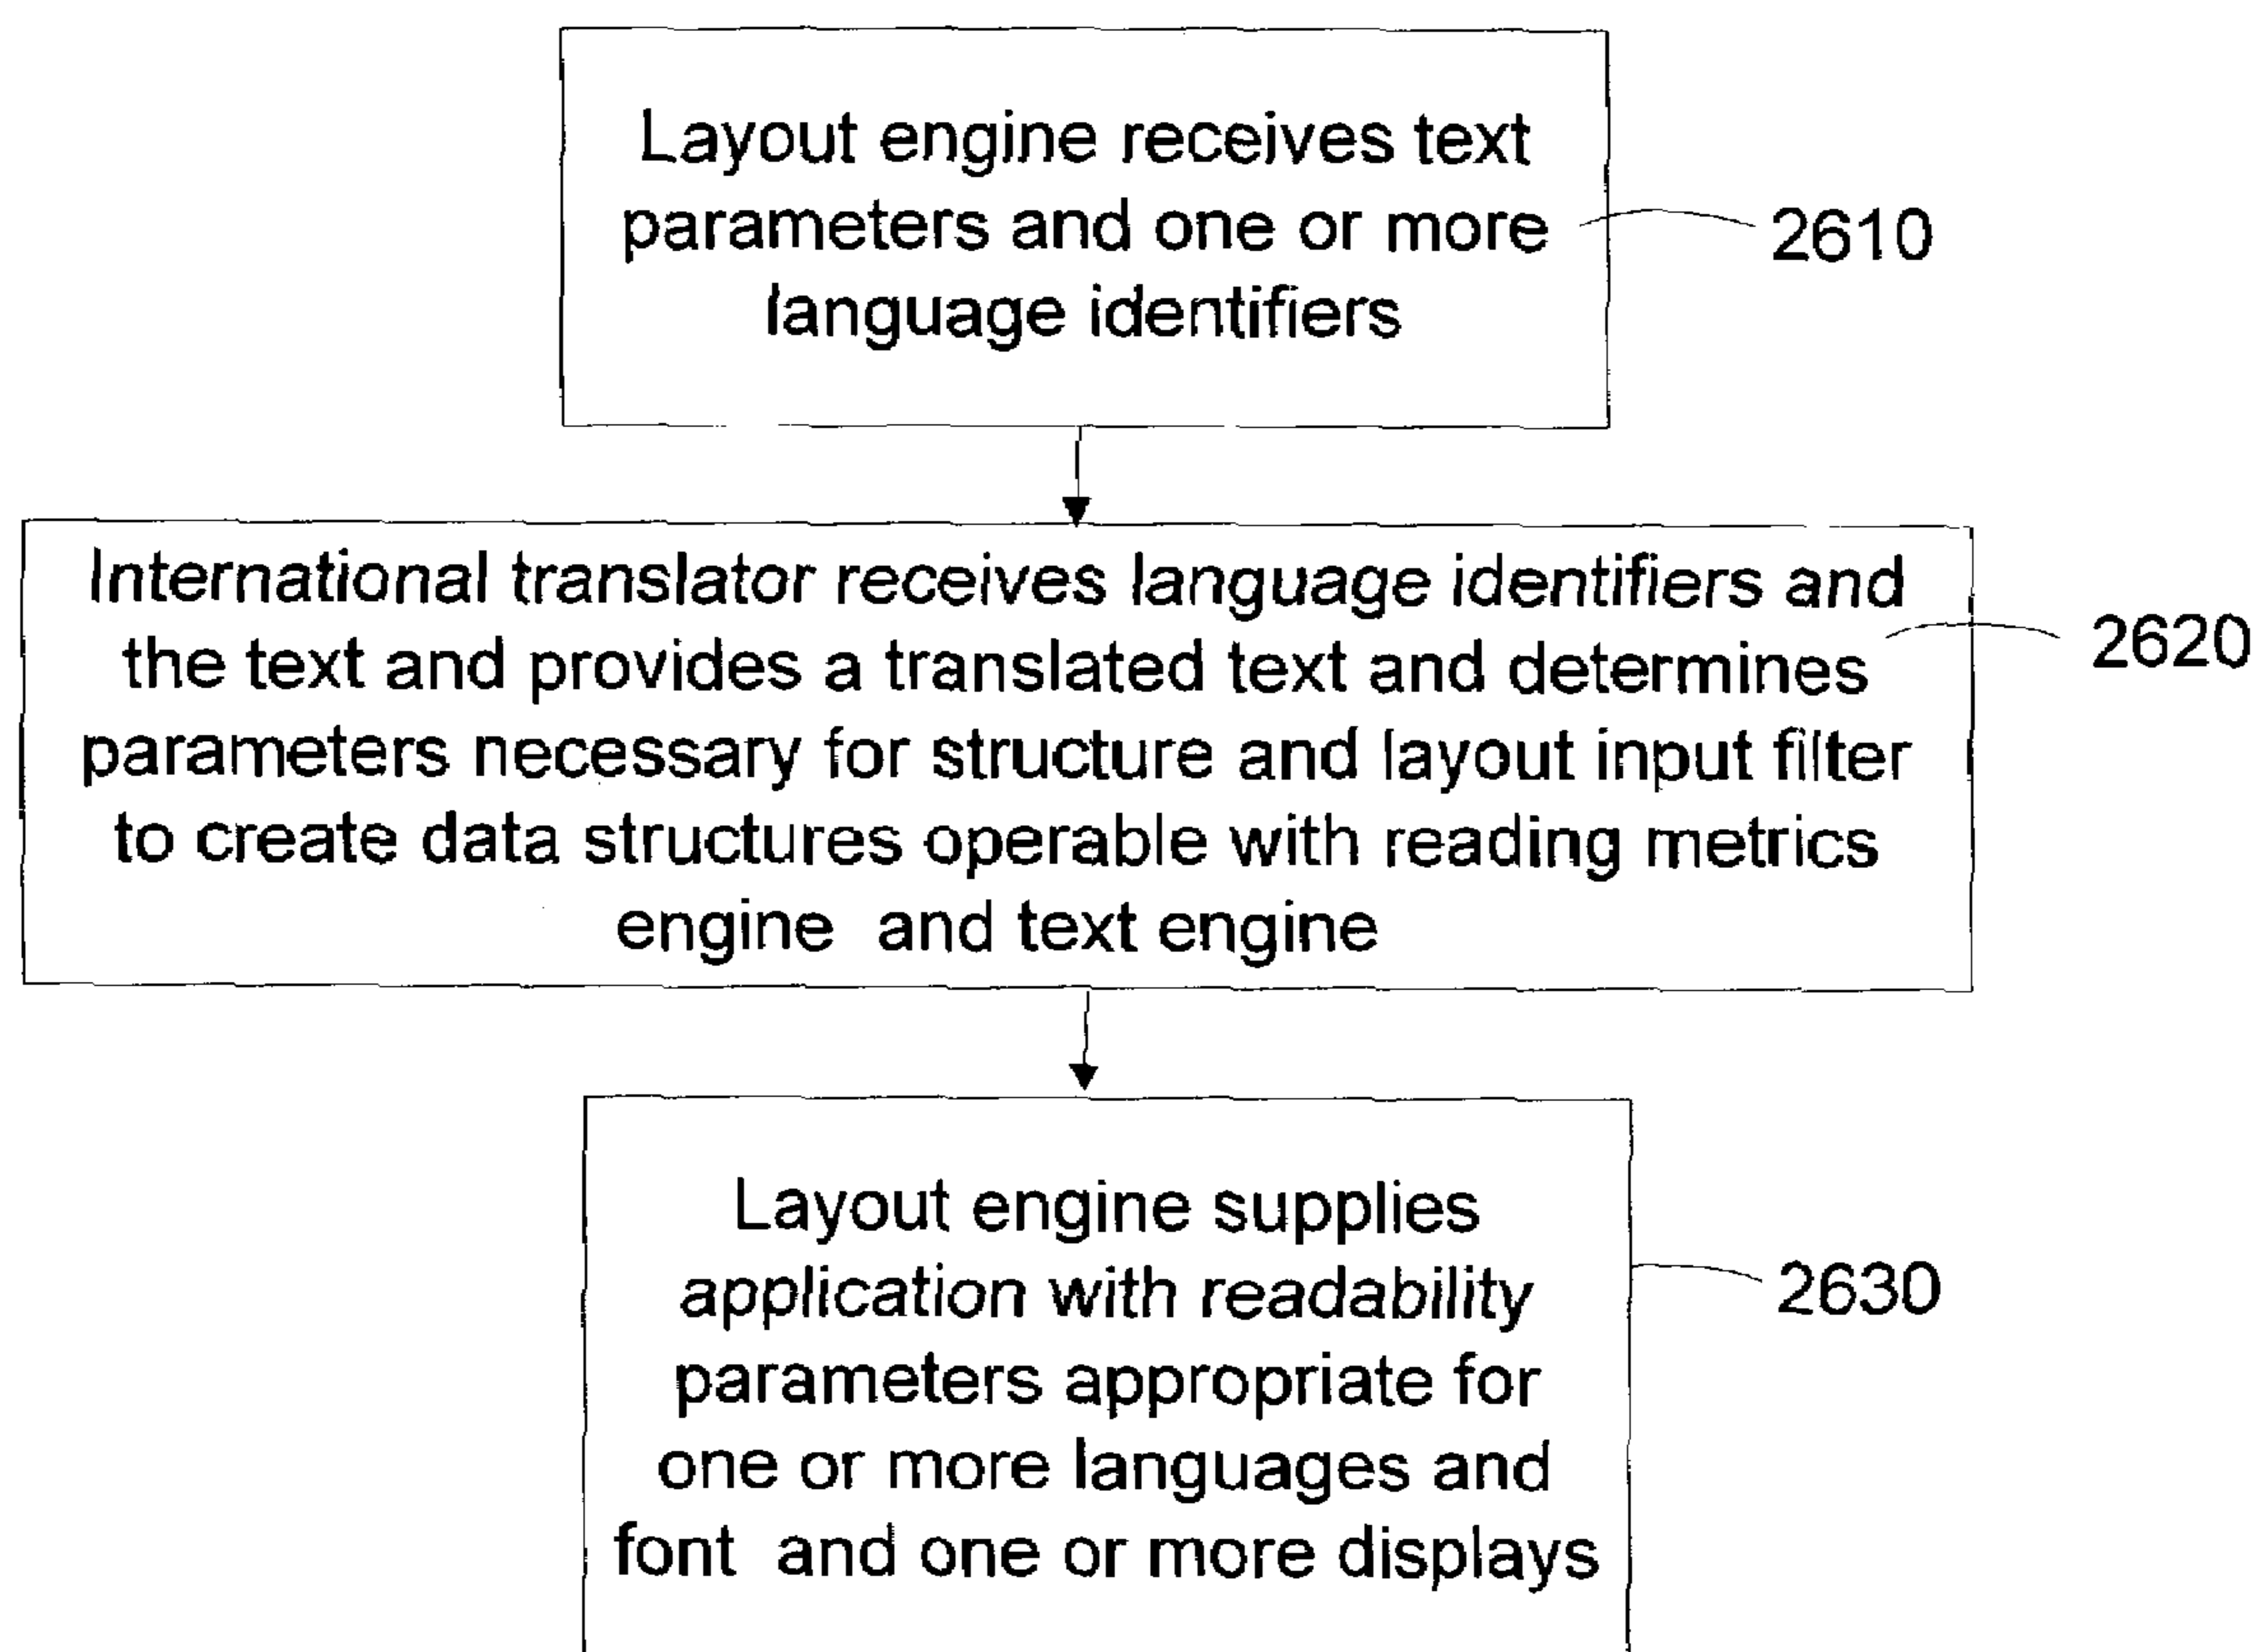 Layout engine receives text
parameters and one or more
language identifiers
2610
International translator receives language identifiers and
the text and provides a translated text and determines
parameters necessary for structure and layout input filter
to create data structures operable with reading metrics
engine and text engine
2620
Layout engine supplies
application with readability
parameters appropriate for
one or more languages and
font and one or more displays
2630